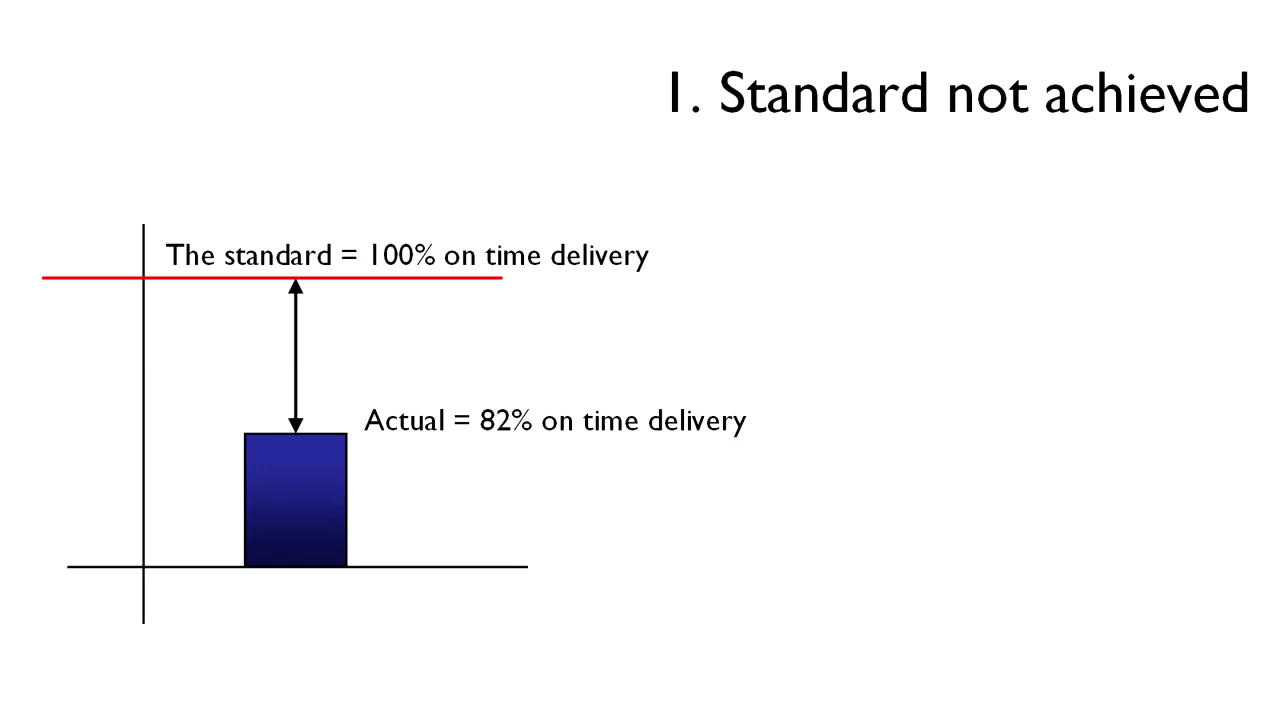 1. Standard not achieved
The standard = 100% on time delivery
Actual = 82% on time delivery